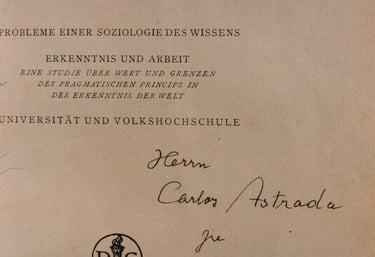 PROBLEME EINER SOZIOLOGIE DES WISSENS
ERKENNTNIS UND ARBEIT
EINE STUDIE ÜBER WERT UND GRENZEN
DES PRAGMATISCHEN PRINCIPS IN
DER ERKENNTNIS DER WELT
UNIVERSITÄT UND VOLKSHOCHSCHULE
Herrn
Carlos Astrada